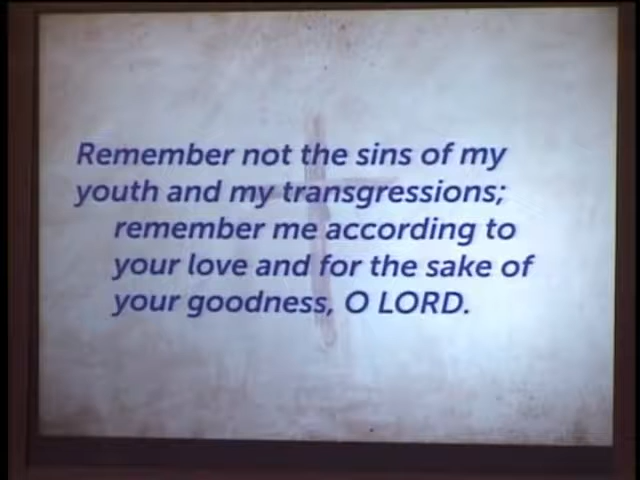 Remember not the sins of my
youth and my transgressions;
remember me according to
your love and for the sake of
your goodness, O LORD.